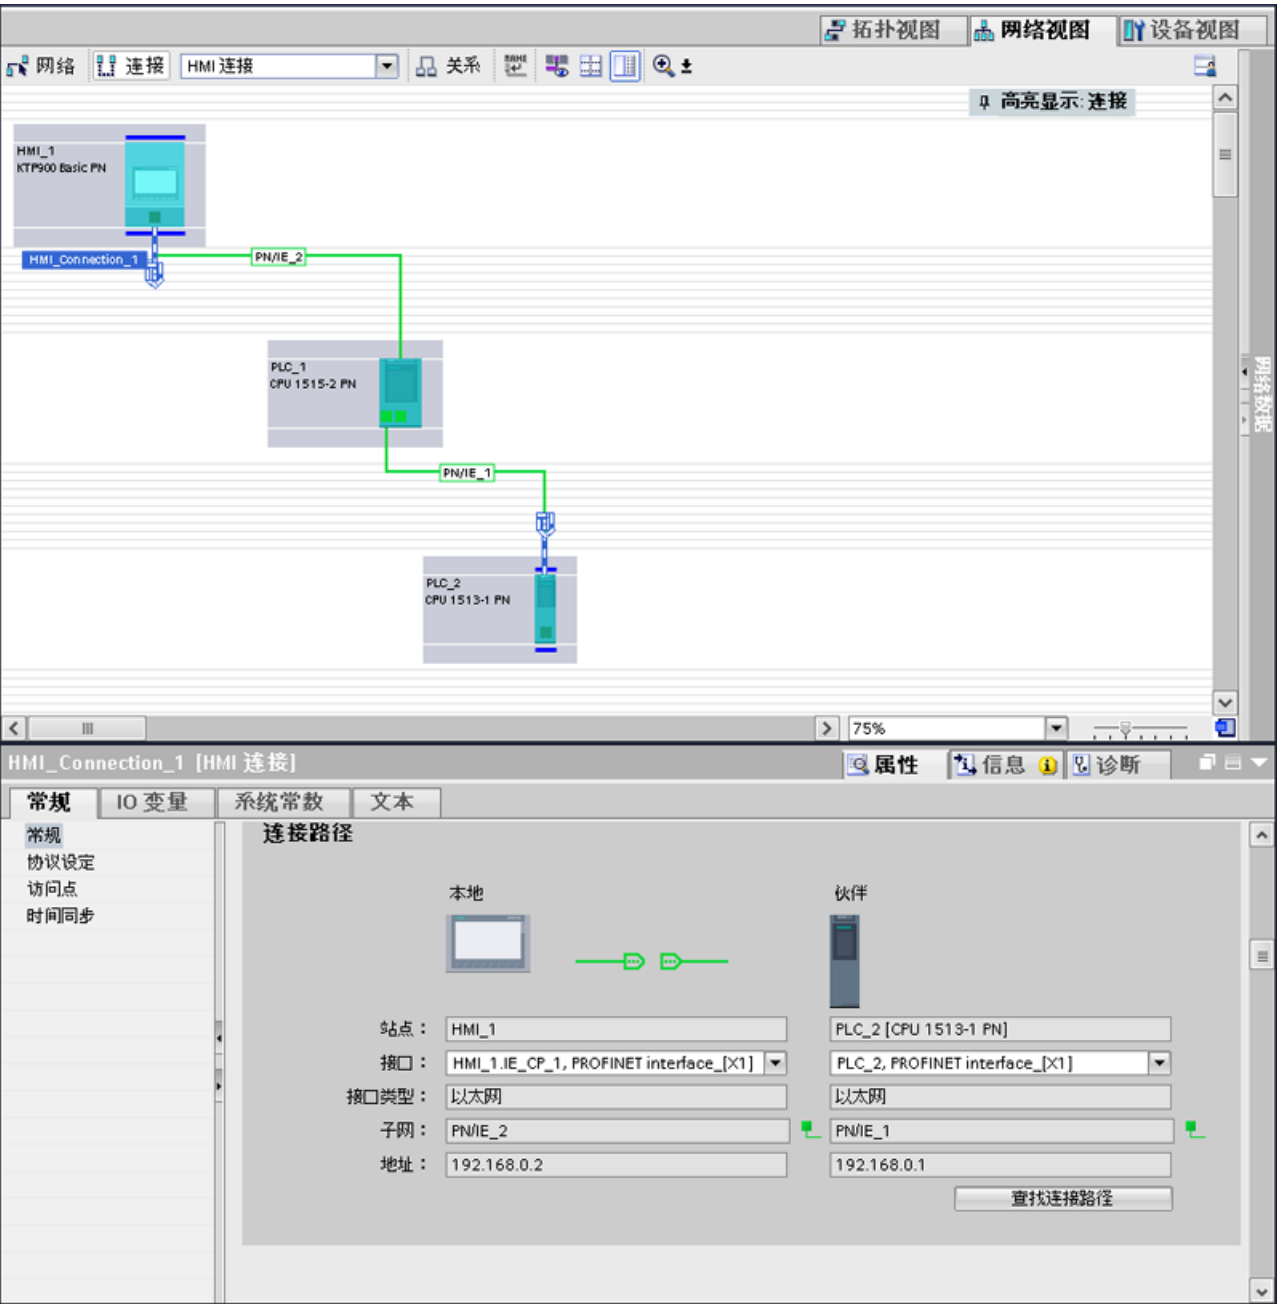 拓扑视图 网络视图 设备视图
网络 连接 HMI 连接 关系
高亮显示: 连接
HMI_1
KTP900 Basic PN
HMI_Connection_1
PN/IE_2
PLC_1
CPU 1515-2 PN
网络数据
PN/IE_1
PLC_2
CPU 1513-1 PN
75%
HMI_Connection_1 [HMI 连接] 属性 信息 诊断
常规 IO 变量 系统常数 文本
常规
协议设定
访问点
时间同步
连接路径
本地 伙伴
站点： HMI_1 PLC_2 [CPU 1513-1 PN]
接口： HMI_1.IE_CP_1, PROFINET interface_[X1] PLC_2, PROFINET interface_[X1]
接口类型： 以太网 以太网
子网： PN/IE_2 PN/IE_1
地址： 192.168.0.2 192.168.0.1
查找连接路径